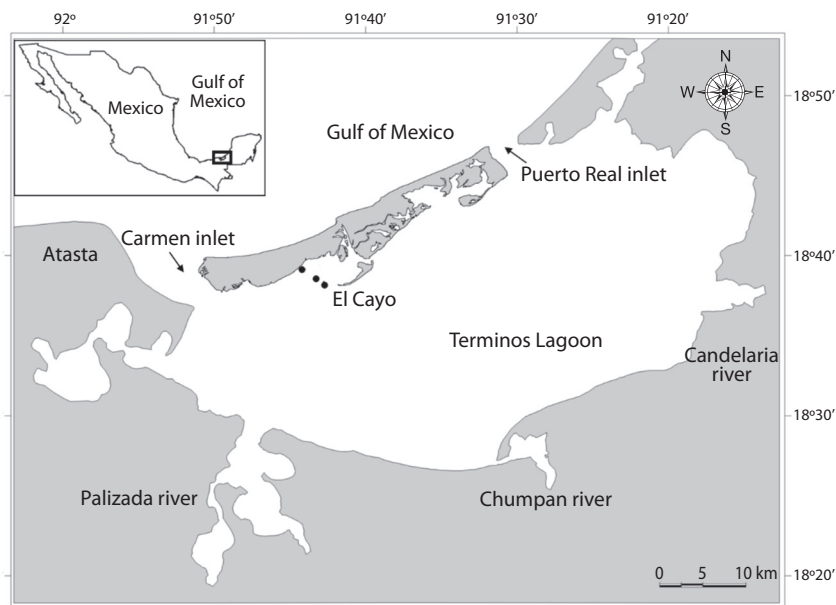 92º 91º50' 91º40' 91º30' 91º20'
Gulf of
Mexico
Mexico
N
W E
S
18º50'
Gulf of Mexico
Puerto Real inlet
Carmen inlet
Atasta
18º40'
El Cayo
Terminos Lagoon
Candelaria
river
18º30'
Palizada river
Chumpan river
0 5 10 km
18º20'